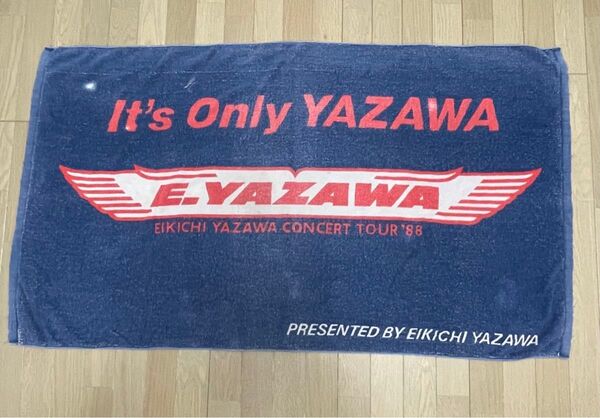 It's Only YAZAWA
E.YAZAWA
EIKICHI YAZAWA CONCERT TOUR '88
PRESENTED BY EIKICHI YAZAWA